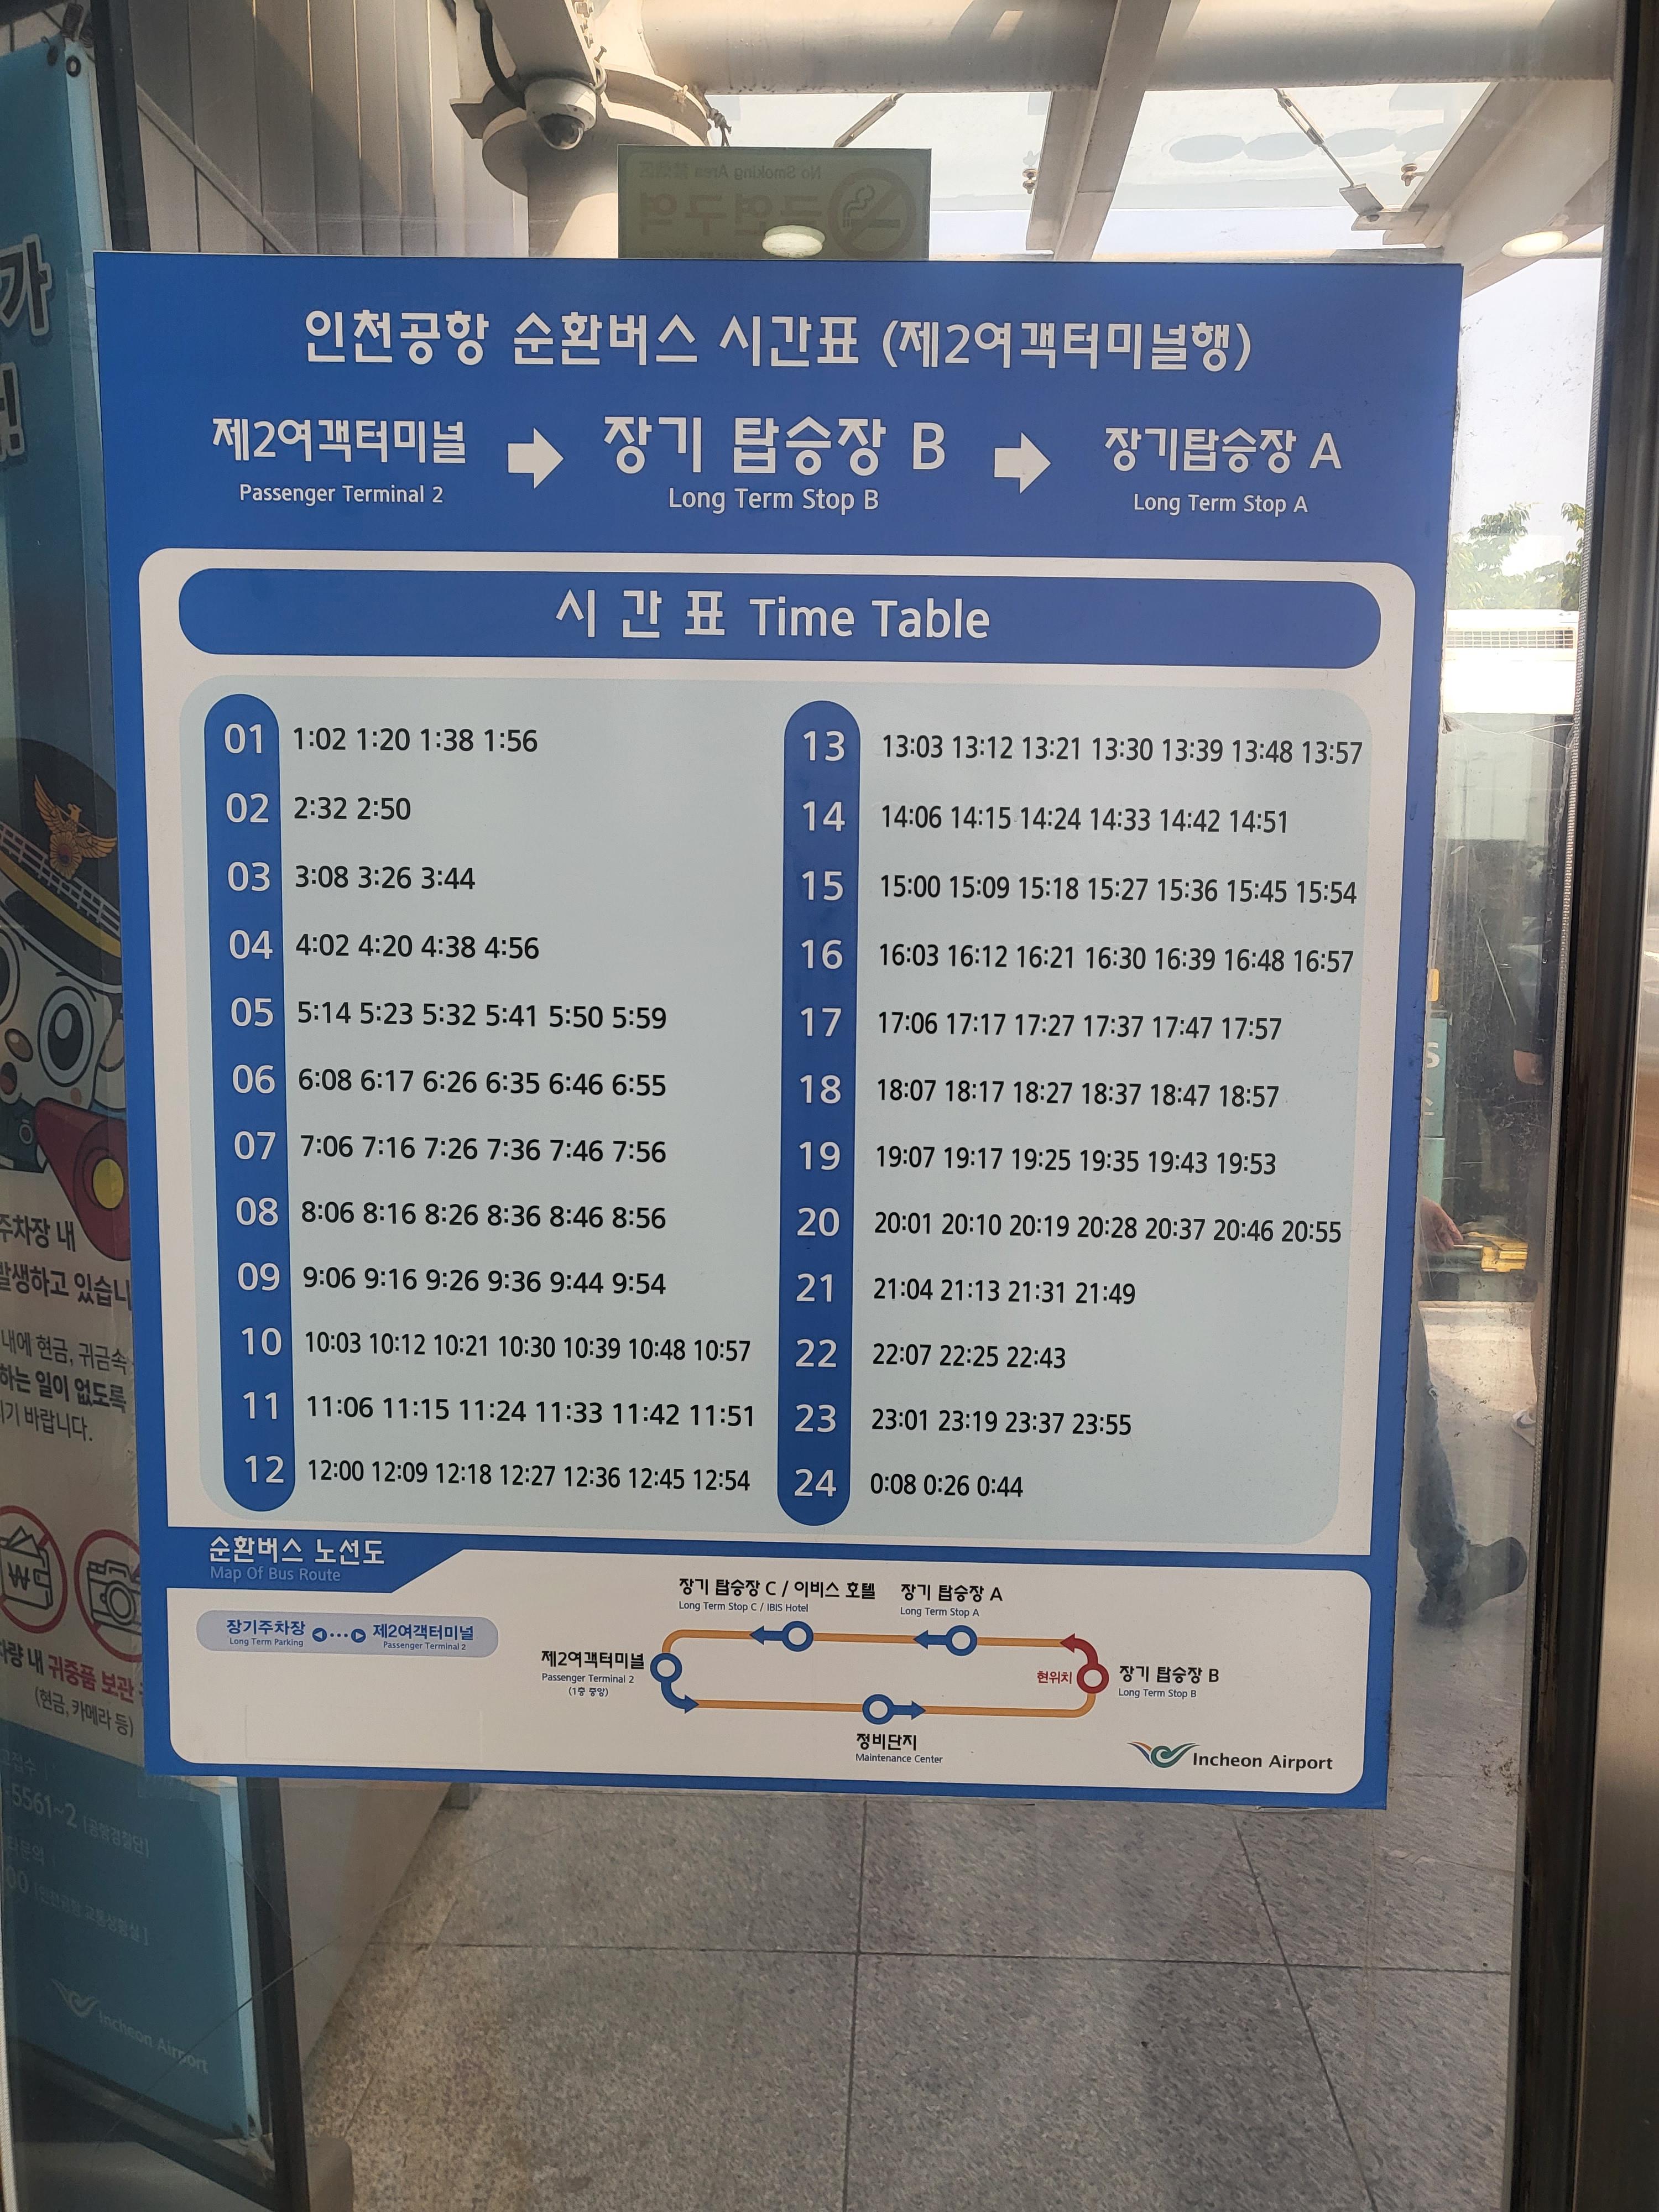 No Smoking Area
금연구역
인천공항 순환버스 시간표 (제2여객터미널행)
제2여객터미널 장기 탑승장 B 장기탑승장 A
Passenger Terminal 2 Long Term Stop B Long Term Stop A
시 간 표 Time Table
01 1:02 1:20 1:38 1:56
02 2:32 2:50
03 3:08 3:26 3:44
04 4:02 4:20 4:38 4:56
05 5:14 5:23 5:32 5:41 5:50 5:59
06 6:08 6:17 6:26 6:35 6:46 6:55
07 7:06 7:16 7:26 7:36 7:46 7:56
08 8:06 8:16 8:26 8:36 8:46 8:56
09 9:06 9:16 9:26 9:36 9:44 9:54
10 10:03 10:12 10:21 10:30 10:39 10:48 10:57
11 11:06 11:15 11:24 11:33 11:42 11:51
12 12:00 12:09 12:18 12:27 12:36 12:45 12:54
13 13:03 13:12 13:21 13:30 13:39 13:48 13:57
14 14:06 14:15 14:24 14:33 14:42 14:51
15 15:00 15:09 15:18 15:27 15:36 15:45 15:54
16 16:03 16:12 16:21 16:30 16:39 16:48 16:57
17 17:06 17:17 17:27 17:37 17:47 17:57
18 18:07 18:17 18:27 18:37 18:47 18:57
19 19:07 19:17 19:25 19:35 19:43 19:53
20 20:01 20:10 20:19 20:28 20:37 20:46 20:55
21 21:04 21:13 21:31 21:49
22 22:07 22:25 22:43
23 23:01 23:19 23:37 23:55
24 0:08 0:26 0:44
순환버스 노선도
Map Of Bus Route
장기주차장 제2여객터미널
Long Term Parking Passenger Terminal 2
장기 탑승장 C / 이비스 호텔
Long Term Stop C / IBIS Hotel
장기 탑승장 A
Long Term Stop A
제2여객터미널
Passenger Terminal 2
(1층 중앙)
현위치
장기 탑승장 B
Long Term Stop B
정비단지
Maintenance Center
Incheon Airport
가
주차장 내
발생하고 있습니
내에 현금, 귀금속
하는 일이 없도록
기 바랍니다.
차량 내 귀중품 보관
(현금, 카메라 등)
5561~2 [공항경찰단]
00 [인천공항 교통상황실]
Incheon Airport